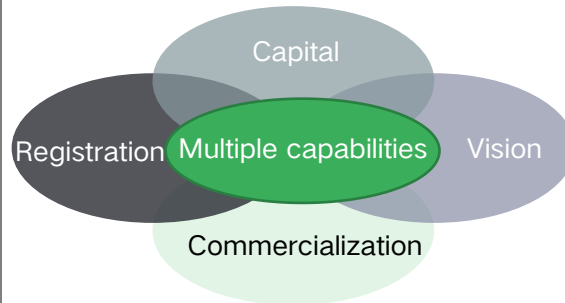 Capital
Registration
Multiple capabilities
Vision
Commercialization